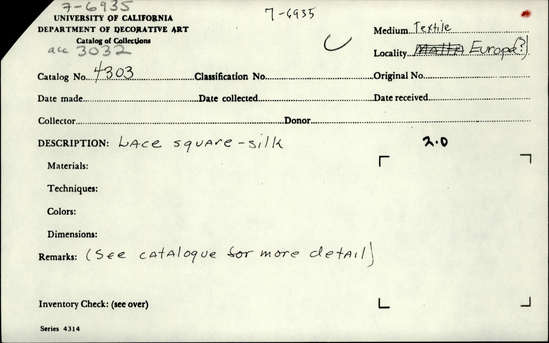 7-6935
7-6935
UNIVERSITY OF CALIFORNIA
DEPARTMENT OF DECORATIVE ART
Catalog of Collections
acc 3032
Medium Textile
Locality Malta Europe(?)
Catalog No. 4303 Classification No. Original No.
Date made Date collected Date received
Collector Donor
DESCRIPTION: Lace square - silk 2.0
Materials:
Techniques:
Colors:
Dimensions:
Remarks: (See catalogue for more detail)
Inventory Check: (see over)
Series 4314